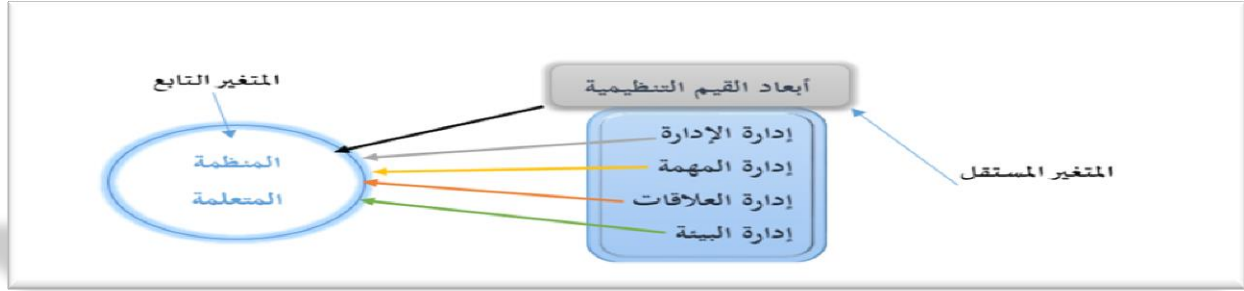 المتغير التابع
أبعاد القيم التنظيمية
إدارة الإدارة
إدارة المهمة
إدارة العلاقات
إدارة البيئة
المتغير المستقل
المنظمة
المتعلمة